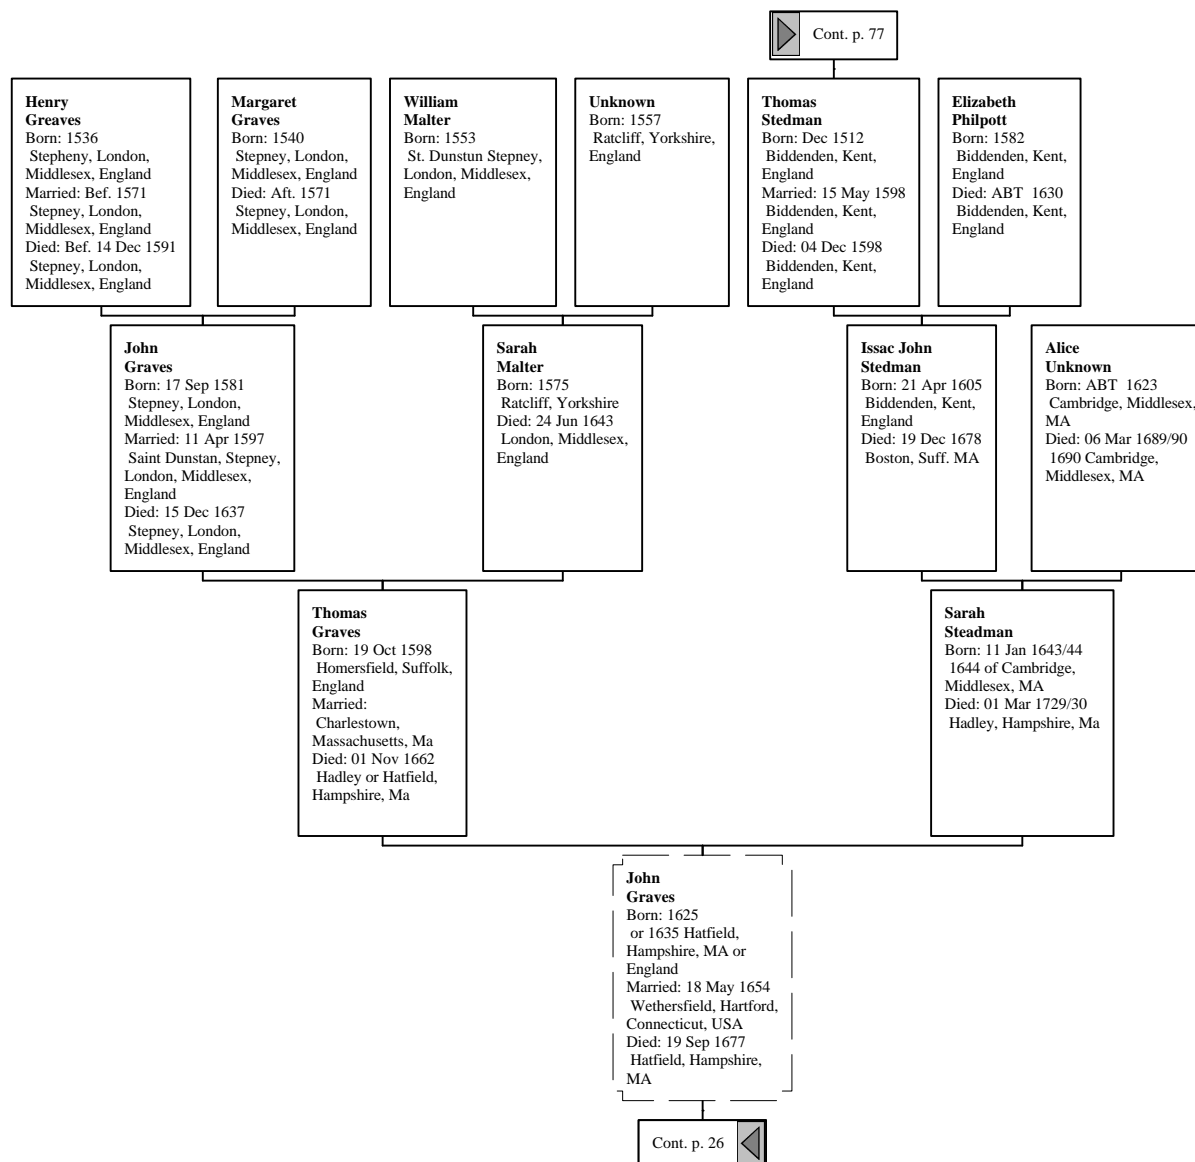 Cont. p. 77
Henry
Greaves
Born: 1536
Stepheny, London,
Middlesex, England
Married: Bef. 1571
Stepney, London,
Middlesex, England
Died: Bef. 14 Dec 1591
Stepney, London,
Middlesex, England
Margaret
Graves
Born: 1540
Stepney, London,
Middlesex, England
Died: Aft. 1571
Stepney, London,
Middlesex, England
William
Malter
Born: 1553
St. Dunstun Stepney,
London, Middlesex,
England
Unknown
Born: 1557
Ratcliff, Yorkshire,
England
Thomas
Stedman
Born: Dec 1512
Biddenden, Kent,
England
Married: 15 May 1598
Biddenden, Kent,
England
Died: 04 Dec 1598
Biddenden, Kent,
England
Elizabeth
Philpott
Born: 1582
Biddenden, Kent,
England
Died: ABT 1630
Biddenden, Kent,
England
John
Graves
Born: 17 Sep 1581
Stepney, London,
Middlesex, England
Married: 11 Apr 1597
Saint Dunstan, Stepney,
London, Middlesex,
England
Died: 15 Dec 1637
Stepney, London,
Middlesex, England
Sarah
Malter
Born: 1575
Ratcliff, Yorkshire
Died: 24 Jun 1643
London, Middlesex,
England
Issac John
Stedman
Born: 21 Apr 1605
Biddenden, Kent,
England
Died: 19 Dec 1678
Boston, Suff. MA
Alice
Unknown
Born: ABT 1623
Cambridge, Middlesex,
MA
Died: 06 Mar 1689/90
1690 Cambridge,
Middlesex, MA
Thomas
Graves
Born: 19 Oct 1598
Homersfield, Suffolk,
England
Married:
Charlestown,
Massachusetts, Ma
Died: 01 Nov 1662
Hadley or Hatfield,
Hampshire, Ma
Sarah
Steadman
Born: 11 Jan 1643/44
1644 of Cambridge,
Middlesex, MA
Died: 01 Mar 1729/30
Hadley, Hampshire, Ma
John
Graves
Born: 1625
or 1635 Hatfield,
Hampshire, MA or
England
Married: 18 May 1654
Wethersfield, Hartford,
Connecticut, USA
Died: 19 Sep 1677
Hatfield, Hampshire,
MA
Cont. p. 26